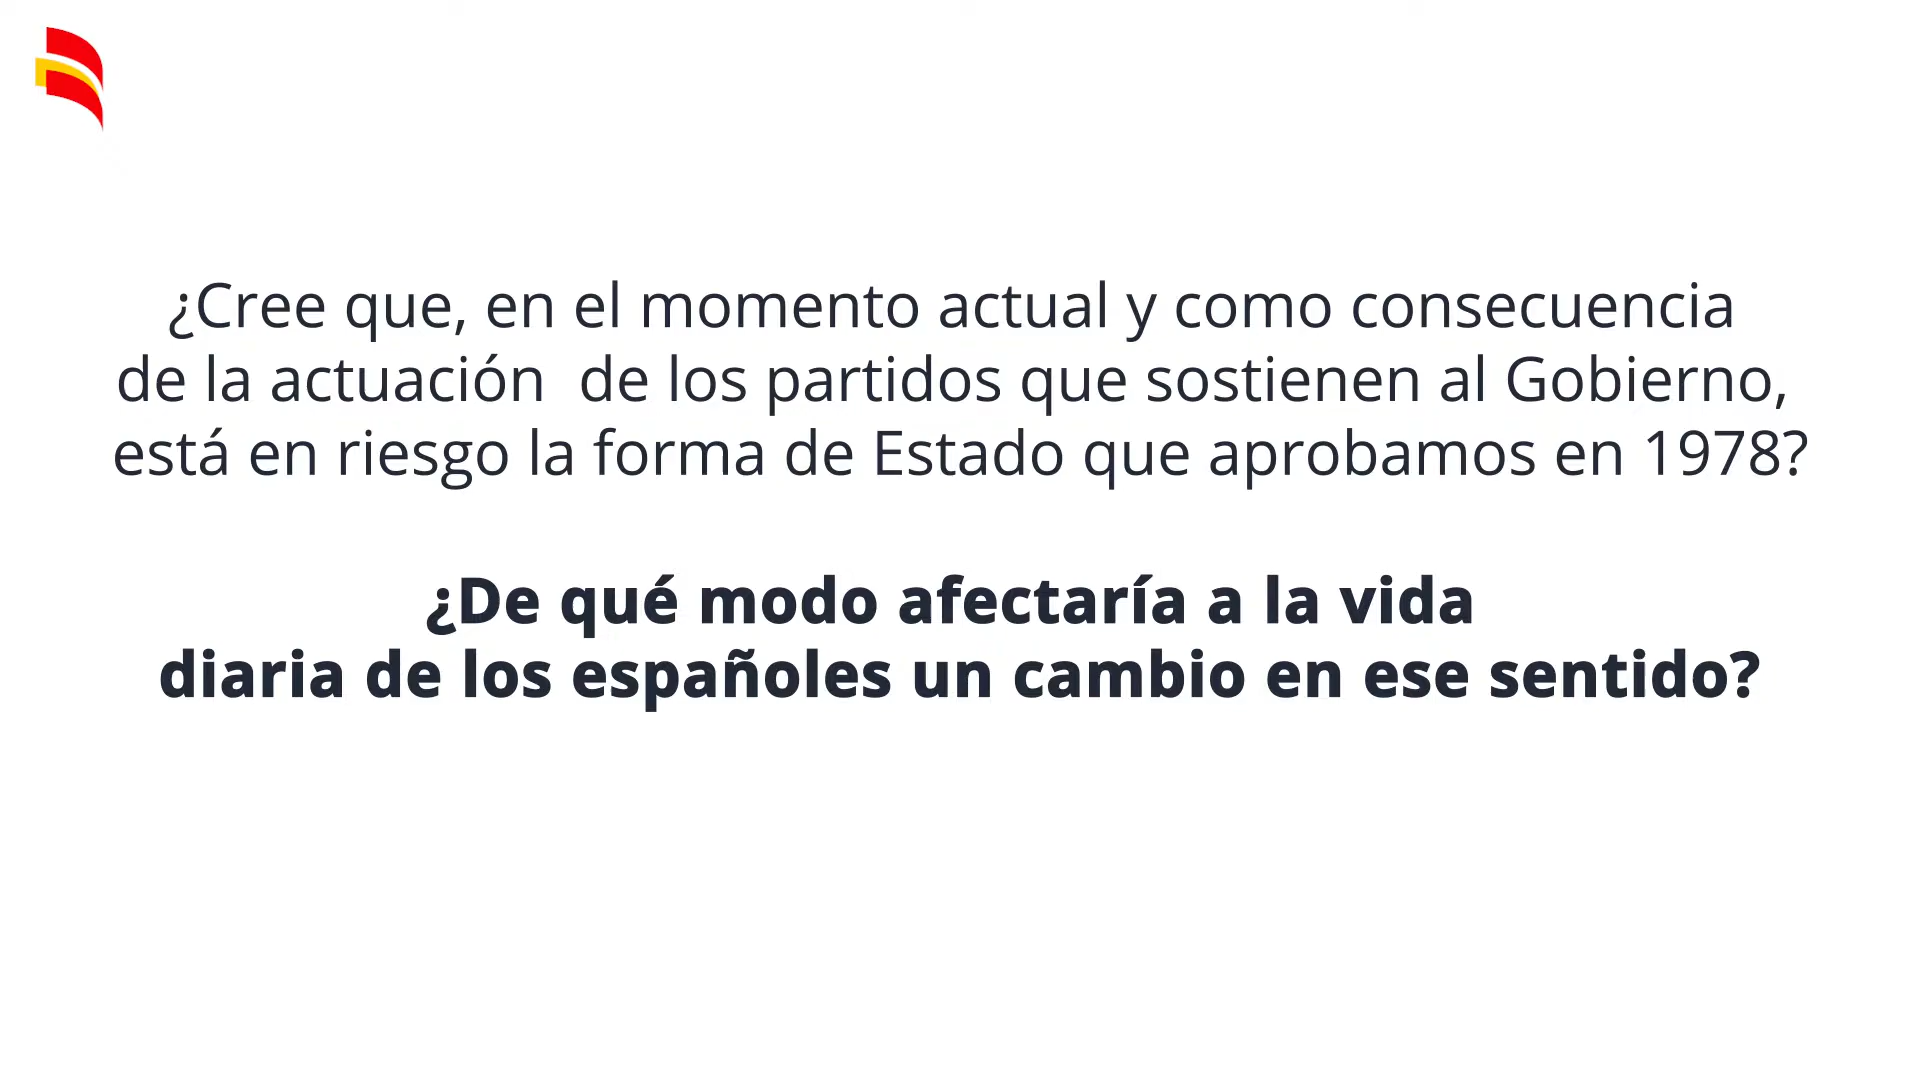 ¿Cree que, en el momento actual y como consecuencia
de la actuación  de los partidos que sostienen al Gobierno,
está en riesgo la forma de Estado que aprobamos en 1978?
¿De qué modo afectaría a la vida
diaria de los españoles un cambio en ese sentido?